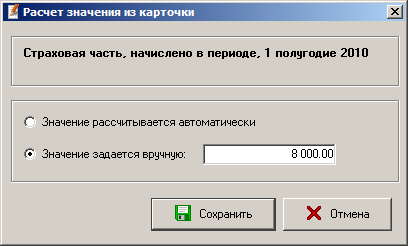 Расчет значения из карточки
Страховая часть, начислено в периоде, 1 полугодие 2010
Значение рассчитывается автоматически
Значение задается вручную: 8 000.00
Сохранить Отмена